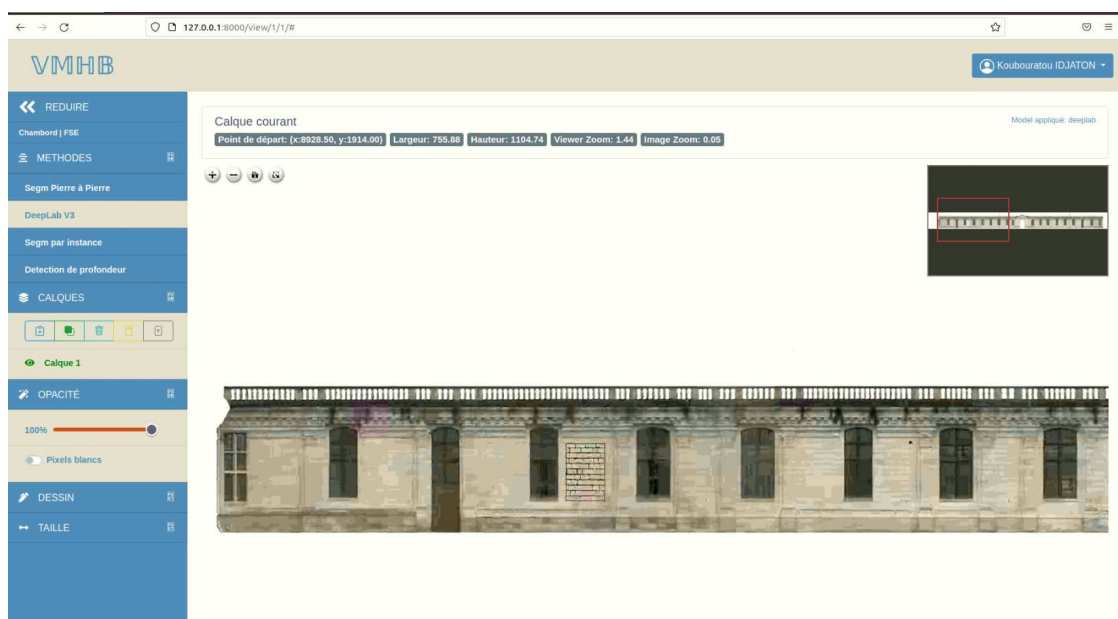 127.0.0.1:8000/view/1/1/#
VMHB
Koubouratou IDJATON
REDUIRE
Chambord | FSE
METHODES
Segm Pierre à Pierre
DeepLab V3
Segm par instance
Detection de profondeur
CALQUES
Calque 1
OPACITÉ
100%
Pixels blancs
DESSIN
TAILLE
Calque courant
Model appliqué: deeplab
Point de départ: (x:8928.50, y:1914.00) Largeur: 755.88 Hauteur: 1104.74 Viewer Zoom: 1.44 Image Zoom: 0.05